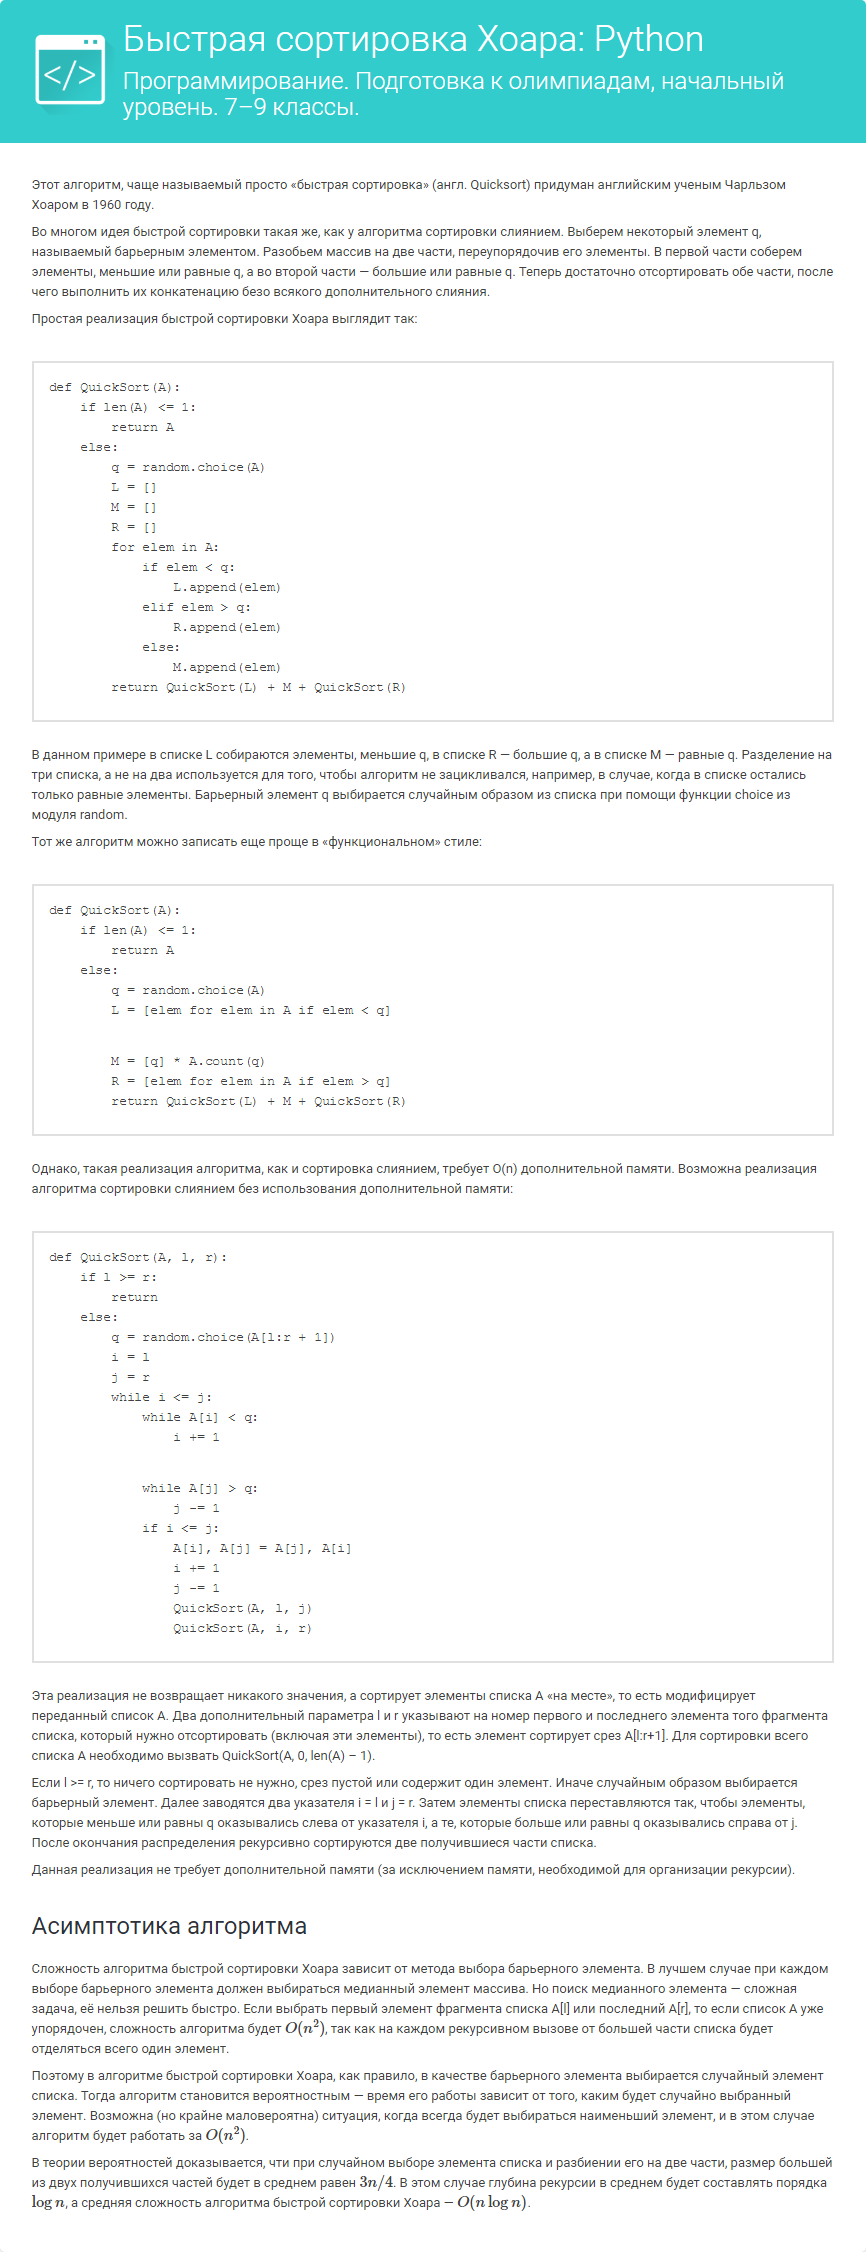 </>
Быстрая сортировка Хоара: Python
Программирование. Подготовка к олимпиадам, начальный
уровень. 7–9 классы.
Этот алгоритм, чаще называемый просто «быстрая сортировка» (англ. Quicksort) придуман английским ученым Чарльзом
Хоаром в 1960 году.
Во многом идея быстрой сортировки такая же, как у алгоритма сортировки слиянием. Выберем некоторый элемент q,
называемый барьерным элементом. Разобьем массив на две части, переупорядочив его элементы. В первой части соберем
элементы, меньшие или равные q, а во второй части — большие или равные q. Теперь достаточно отсортировать обе части, после
чего выполнить их конкатенацию безо всякого дополнительного слияния.
Простая реализация быстрой сортировки Хоара выглядит так:
def QuickSort(A):
    if len(A) <= 1:
        return A
    else:
        q = random.choice(A)
        L = []
        M = []
        R = []
        for elem in A:
            if elem < q:
                L.append(elem)
            elif elem > q:
                R.append(elem)
            else:
                M.append(elem)
        return QuickSort(L) + M + QuickSort(R)
В данном примере в списке L собираются элементы, меньшие q, в списке R — большие q, а в списке M — равные q. Разделение на
три списка, а не на два используется для того, чтобы алгоритм не зацикливался, например, в случае, когда в списке остались
только равные элементы. Барьерный элемент q выбирается случайным образом из списка при помощи функции choice из
модуля random.
Тот же алгоритм можно записать еще проще в «функциональном» стиле:
def QuickSort(A):
    if len(A) <= 1:
        return A
    else:
        q = random.choice(A)
        L = [elem for elem in A if elem < q]
        M = [q] * A.count(q)
        R = [elem for elem in A if elem > q]
        return QuickSort(L) + M + QuickSort(R)
Однако, такая реализация алгоритма, как и сортировка слиянием, требует O(n) дополнительной памяти. Возможна реализация
алгоритма сортировки слиянием без использования дополнительной памяти:
def QuickSort(A, l, r):
    if l >= r:
        return
    else:
        q = random.choice(A[l:r + 1])
        i = l
        j = r
        while i <= j:
            while A[i] < q:
                i += 1
            while A[j] > q:
                j -= 1
            if i <= j:
                A[i], A[j] = A[j], A[i]
                i += 1
                j -= 1
                QuickSort(A, l, j)
                QuickSort(A, i, r)
Эта реализация не возвращает никакого значения, а сортирует элементы списка A «на месте», то есть модифицирует
переданный список A. Два дополнительный параметра l и r указывают на номер первого и последнего элемента того фрагмента
списка, который нужно отсортировать (включая эти элементы), то есть элемент сортирует срез A[l:r+1]. Для сортировки всего
списка A необходимо вызвать QuickSort(A, 0, len(A) – 1).
Если l >= r, то ничего сортировать не нужно, срез пустой или содержит один элемент. Иначе случайным образом выбирается
барьерный элемент. Далее заводятся два указателя i = l и j = r. Затем элементы списка переставляются так, чтобы элементы,
которые меньше или равны q оказывались слева от указателя i, а те, которые больше или равны q оказывались справа от j.
После окончания распределения рекурсивно сортируются две получившиеся части списка.
Данная реализация не требует дополнительной памяти (за исключением памяти, необходимой для организации рекурсии).
Асимптотика алгоритма
Сложность алгоритма быстрой сортировки Хоара зависит от метода выбора барьерного элемента. В лучшем случае при каждом
выборе барьерного элемента должен выбираться медианный элемент массива. Но поиск медианного элемента — сложная
задача, её нельзя решить быстро. Если выбрать первый элемент фрагмента списка A[l] или последний A[r], то если список A уже
упорядочен, сложность алгоритма будет O(n²), так как на каждом рекурсивном вызове от большей части списка будет
отделяться всего один элемент.
Поэтому в алгоритме быстрой сортировки Хоара, как правило, в качестве барьерного элемента выбирается случайный элемент
списка. Тогда алгоритм становится вероятностным — время его работы зависит от того, каким будет случайно выбранный
элемент. Возможна (но крайне маловероятна) ситуация, когда всегда будет выбираться наименьший элемент, и в этом случае
алгоритм будет работать за O(n²).
В теории вероятностей доказывается, чти при случайном выборе элемента списка и разбиении его на две части, размер большей
из двух получившихся частей будет в среднем равен 3n/4. В этом случае глубина рекурсии в среднем будет составлять порядка
log n, а средняя сложность алгоритма быстрой сортировки Хоара – O(n log n).